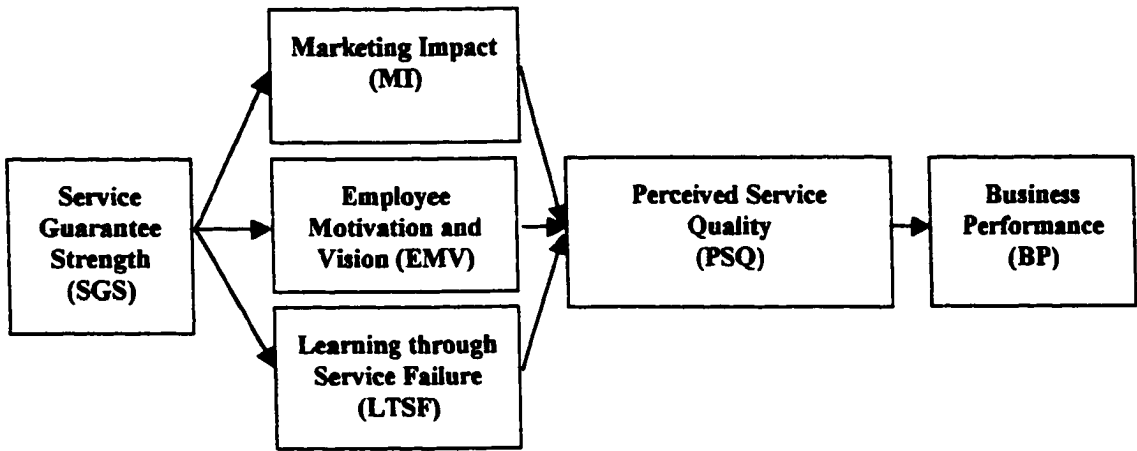 Marketing Impact
(MI)
Service
Guarantee
Strength
(SGS)
Employee
Motivation and
Vision (EMV)
Perceived Service
Quality
(PSQ)
Business
Performance
(BP)
Learning through
Service Failure
(LTSF)